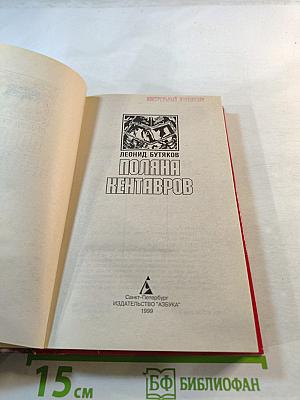 ЛЕОНИД БУТЯКОВ
ПОЛЯНА
КЕНТАВРОВ
Санкт-Петербург
ИЗДАТЕЛЬСТВО "АЗБУКА"
1999
15 см
БФ БИБЛИОФАН